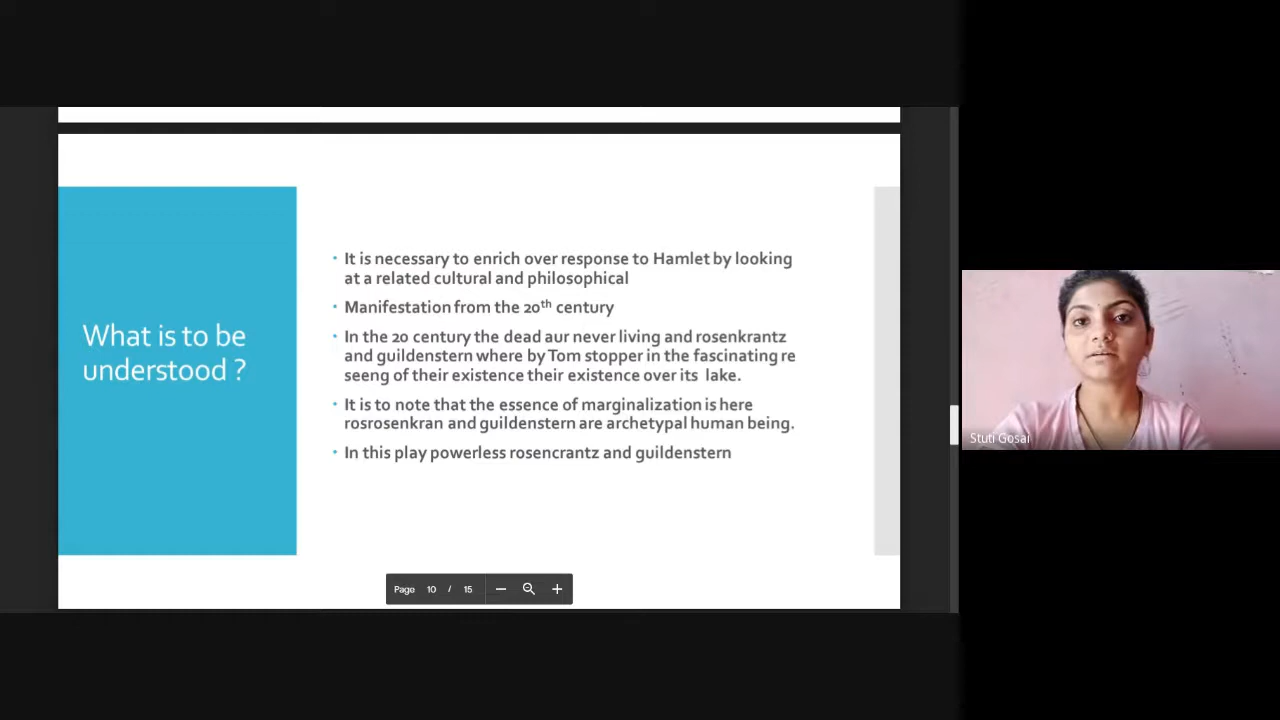 What is to be
understood ?
It is necessary to enrich over response to Hamlet by looking
at a related cultural and philosophical
Manifestation from the 20th century
In the 20 century the dead aur never living and rosenkrantz
and guildenstern where by Tom stopper in the fascinating re
seeng of their existence their existence over its lake.
It is to note that the essence of marginalization is here
rosrosenkran and guildenstern are archetypal human being.
In this play powerless rosencrantz and guildenstern
Page 10 / 15
Stuti Gosai